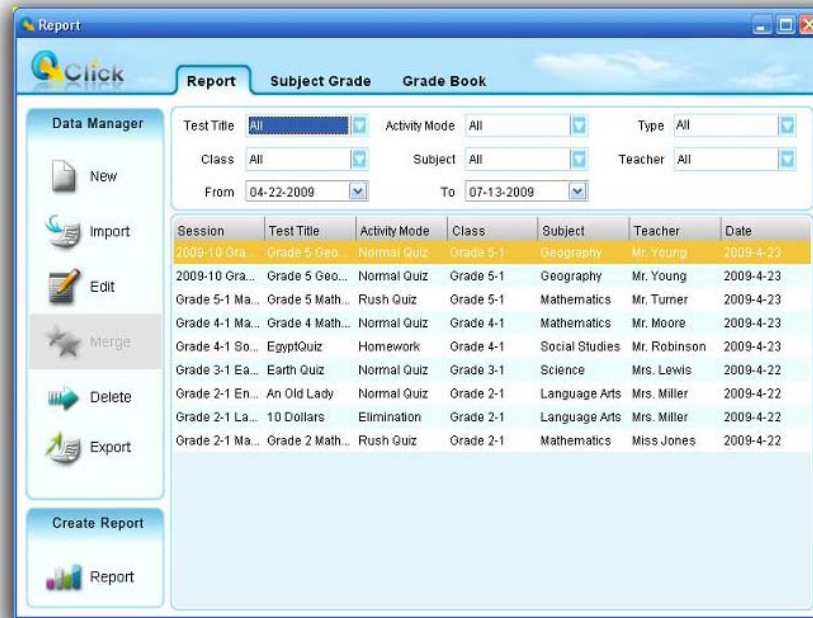 Report
QClick
Report Subject Grade Grade Book
Data Manager
New
Import
Edit
Merge
Delete
Export
Create Report
Report
Test Title All Activity Mode All Type All
Class All Subject All Teacher All
From 04-22-2009 To 07-13-2009
Session Test Title Activity Mode Class Subject Teacher Date
2009-10 Gra... Grade 5 Geo... Normal Quiz Grade 5-1 Geography Mr. Young 2009-4-23
2009-10 Gra... Grade 5 Geo... Normal Quiz Grade 5-1 Geography Mr. Young 2009-4-23
Grade 5-1 Ma... Grade 5 Math... Rush Quiz Grade 5-1 Mathematics Mr. Turner 2009-4-23
Grade 4-1 Ma... Grade 4 Math... Normal Quiz Grade 4-1 Mathematics Mr. Moore 2009-4-23
Grade 4-1 So... EgyptQuiz Homework Grade 4-1 Social Studies Mr. Robinson 2009-4-23
Grade 3-1 Ea... Earth Quiz Normal Quiz Grade 3-1 Science Mrs. Lewis 2009-4-22
Grade 2-1 En... An Old Lady Normal Quiz Grade 2-1 Language Arts Mrs. Miller 2009-4-22
Grade 2-1 La... 10 Dollars Elimination Grade 2-1 Language Arts Mrs. Miller 2009-4-22
Grade 2-1 Ma... Grade 2 Math... Rush Quiz Grade 2-1 Mathematics Miss Jones 2009-4-22